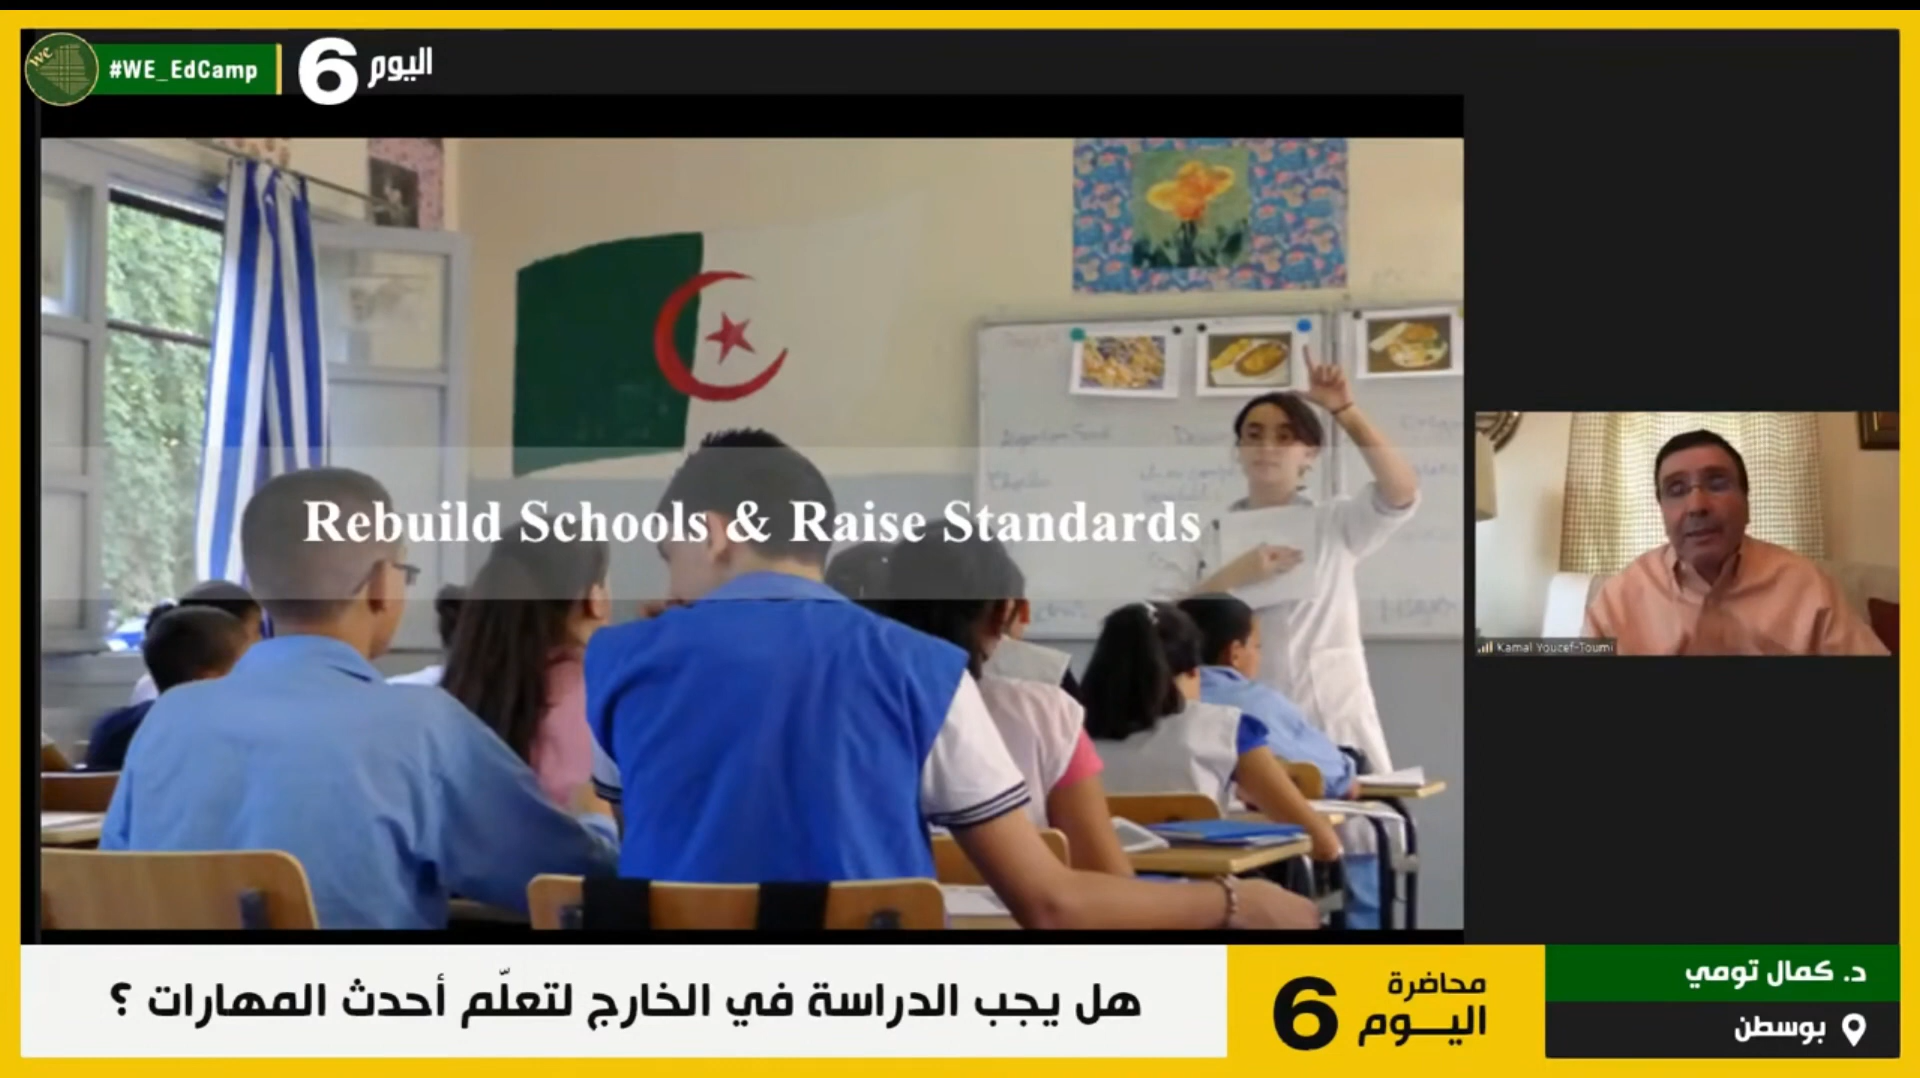 we
#WE_EdCamp
اليوم 6
Rebuild Schools & Raise Standards
Kamal Youcef-Toumi
د. كمال تومي
بوسطن
محاضرة
اليــوم 6
هل يجب الدراسة في الخارج لتعلّم أحدث المهارات ؟